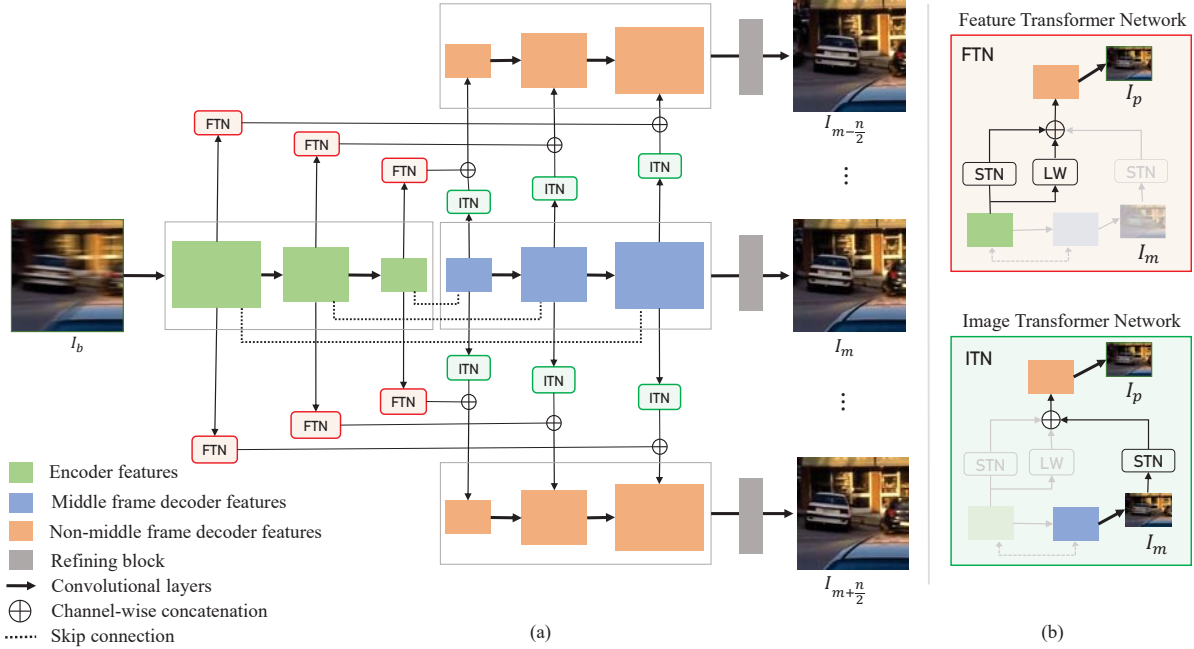 FTN
FTN
FTN
ITN
ITN
ITN
I_{m-\frac{n}{2}}
⋮
I_b
I_m
ITN
ITN
ITN
FTN
FTN
FTN
⋮
I_{m+\frac{n}{2}}
Encoder features
Middle frame decoder features
Non-middle frame decoder features
Refining block
Convolutional layers
Channel-wise concatenation
Skip connection
(a)
Feature Transformer Network
FTN
I_p
STN
LW
STN
I_m
Image Transformer Network
ITN
I_p
STN
LW
STN
I_m
(b)